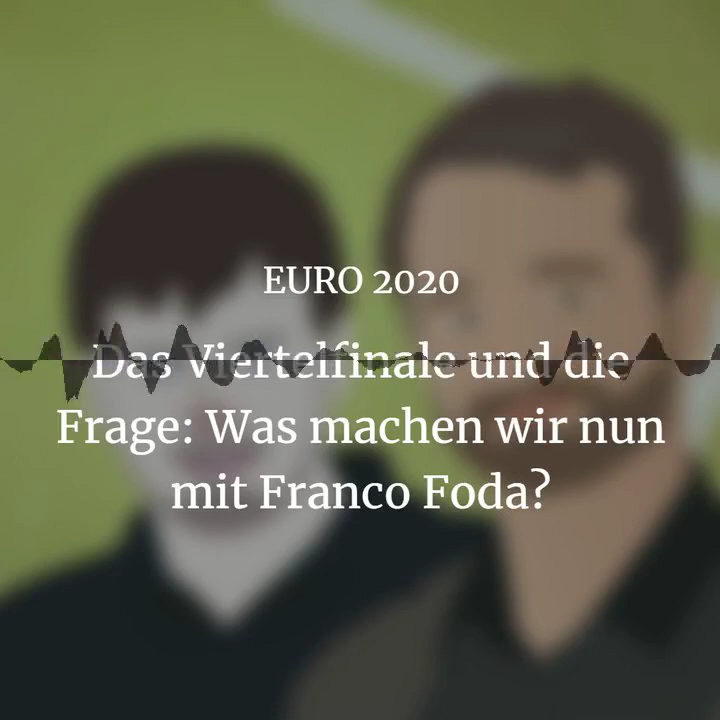 EURO 2020
Das Viertelfinale und die
Frage: Was machen wir nun
mit Franco Foda?